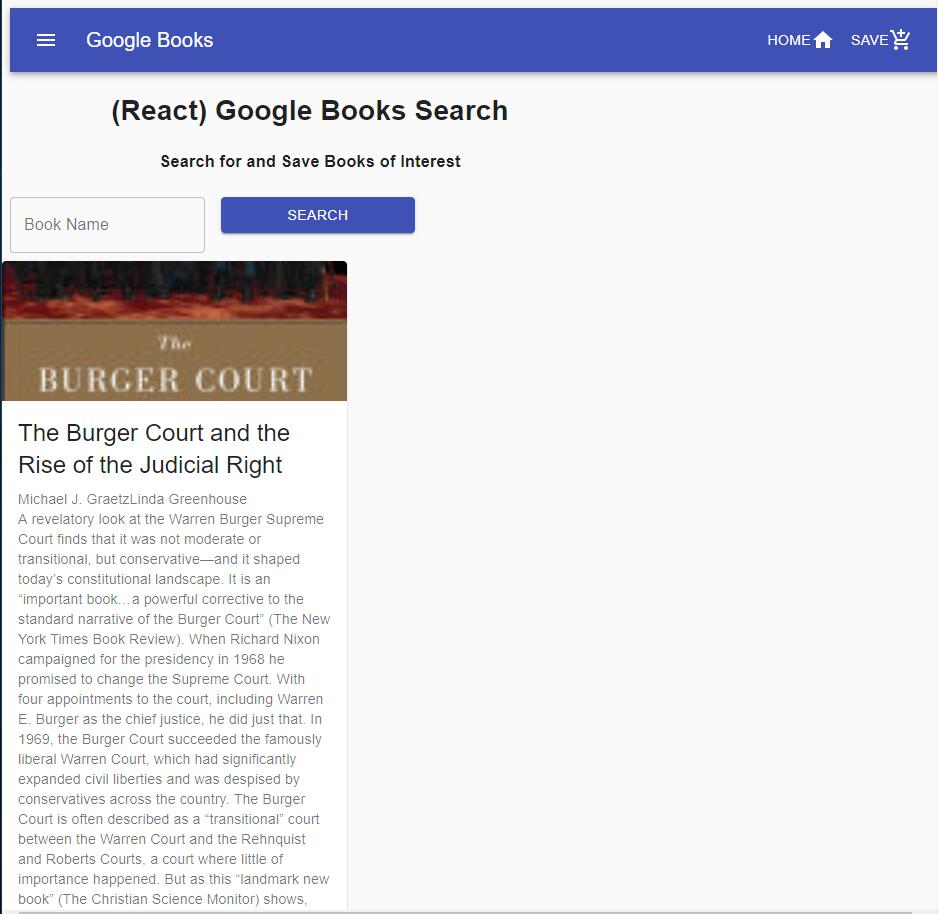 Google Books
HOME
SAVE
(React) Google Books Search
Search for and Save Books of Interest
Book Name
SEARCH
The
BURGER COURT
The Burger Court and the
Rise of the Judicial Right
Michael J. GraetzLinda Greenhouse
A revelatory look at the Warren Burger Supreme
Court finds that it was not moderate or
transitional, but conservative—and it shaped
today’s constitutional landscape. It is an
“important book…a powerful corrective to the
standard narrative of the Burger Court” (The New
York Times Book Review). When Richard Nixon
campaigned for the presidency in 1968 he
promised to change the Supreme Court. With
four appointments to the court, including Warren
E. Burger as the chief justice, he did just that. In
1969, the Burger Court succeeded the famously
liberal Warren Court, which had significantly
expanded civil liberties and was despised by
conservatives across the country. The Burger
Court is often described as a “transitional” court
between the Warren Court and the Rehnquist
and Roberts Courts, a court where little of
importance happened. But as this “landmark new
book” (The Christian Science Monitor) shows,